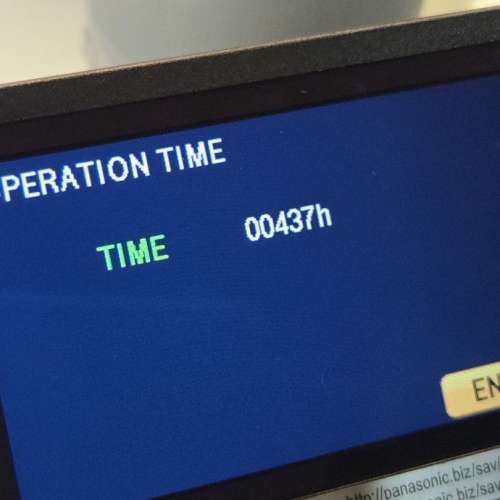 PERATION TIME
TIME 00437h
EN
http://panasonic.biz/sav/